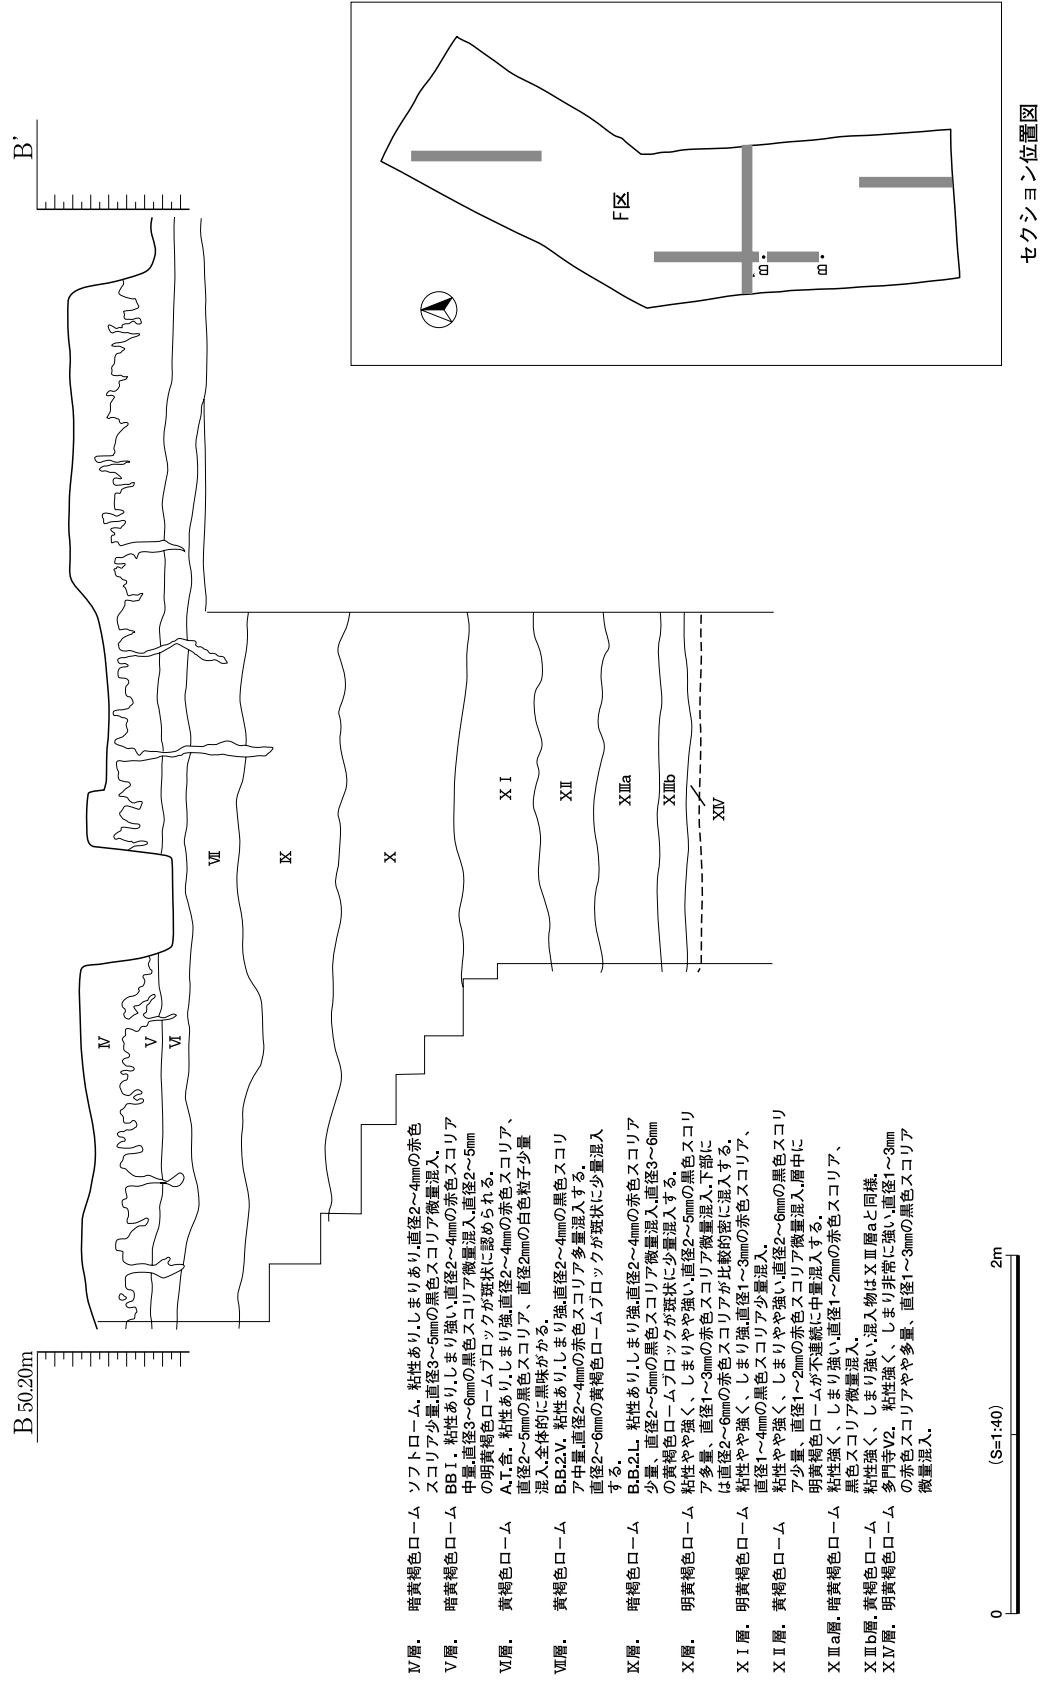 B 50.20m
B'
Ⅳ
Ⅴ
Ⅵ
Ⅶ
Ⅸ
Ⅹ
ⅩⅠ
ⅩⅡ
ⅩⅢa
ⅩⅢb
ⅩⅣ
Ⅳ層. 暗黄褐色ローム ソフトローム. 粘性あり.しまりあり.直径2〜4mmの赤色
スコリア少量.直径3〜5mmの黒色スコリア微量混入.
Ⅴ層. 暗黄褐色ローム BBⅠ. 粘性あり.しまり強い.直径2〜4mmの赤色スコリア
中量.直径3〜6mmの黒色スコリア微量混入.直径2〜5mm
の明黄褐色ロームブロックが斑状に認められる.
Ⅵ層. 黄褐色ローム A.T.含. 粘性あり.しまり強.直径2〜4mmの赤色スコリア、
直径2〜5mmの黒色スコリア、直径2mmの白色粒子少量
混入.全体的に黒味がかる.
Ⅶ層. 黄褐色ローム B.B.2.V. 粘性あり.しまり強.直径2〜4mmの黒色スコリ
ア中量.直径2〜4mmの赤色スコリア多量混入する.
直径2〜6mmの黄褐色ロームブロックが斑状に少量混入
する.
Ⅸ層. 暗褐色ローム B.B.2.L. 粘性あり.しまり強.直径2〜4mmの赤色スコリア
少量、直径2〜5mmの黒色スコリア微量混入.直径3〜6mm
の黄褐色ロームブロックが斑状に少量混入する.
Ⅹ層. 明黄褐色ローム 粘性やや強く、しまりやや強い.直径2〜5mmの黒色スコリ
ア多量、直径1〜3mmの赤色スコリア微量混入.下部に
は直径2〜6mmの赤色スコリアが比較的密に混入する.
ⅩⅠ層. 明黄褐色ローム 粘性やや強く、しまり強.直径1〜3mmの赤色スコリア、
直径1〜4mmの黒色スコリア少量混入.
ⅩⅡ層. 黄褐色ローム 粘性やや強く、しまりやや強い.直径2〜6mmの黒色スコリ
ア少量、直径1〜2mmの赤色スコリア微量混入.層中に
明黄褐色ロームが不連続に中量混入する.
ⅩⅢa層. 暗黄褐色ローム 粘性強く、しまり強い.直径1〜2mmの赤色スコリア、
黒色スコリア微量混入.
ⅩⅢb層. 黄褐色ローム 粘性強く、しまり強い.混入物はⅩⅢ層aと同様.
ⅩⅣ層. 明黄褐色ローム 多門寺V2. 粘性強く、しまり非常に強い.直径1〜3mm
の赤色スコリアやや多量、直径1〜3mmの黒色スコリア
微量混入.
0
(S=1:40)
2m
F区
B'
B
セクション位置図